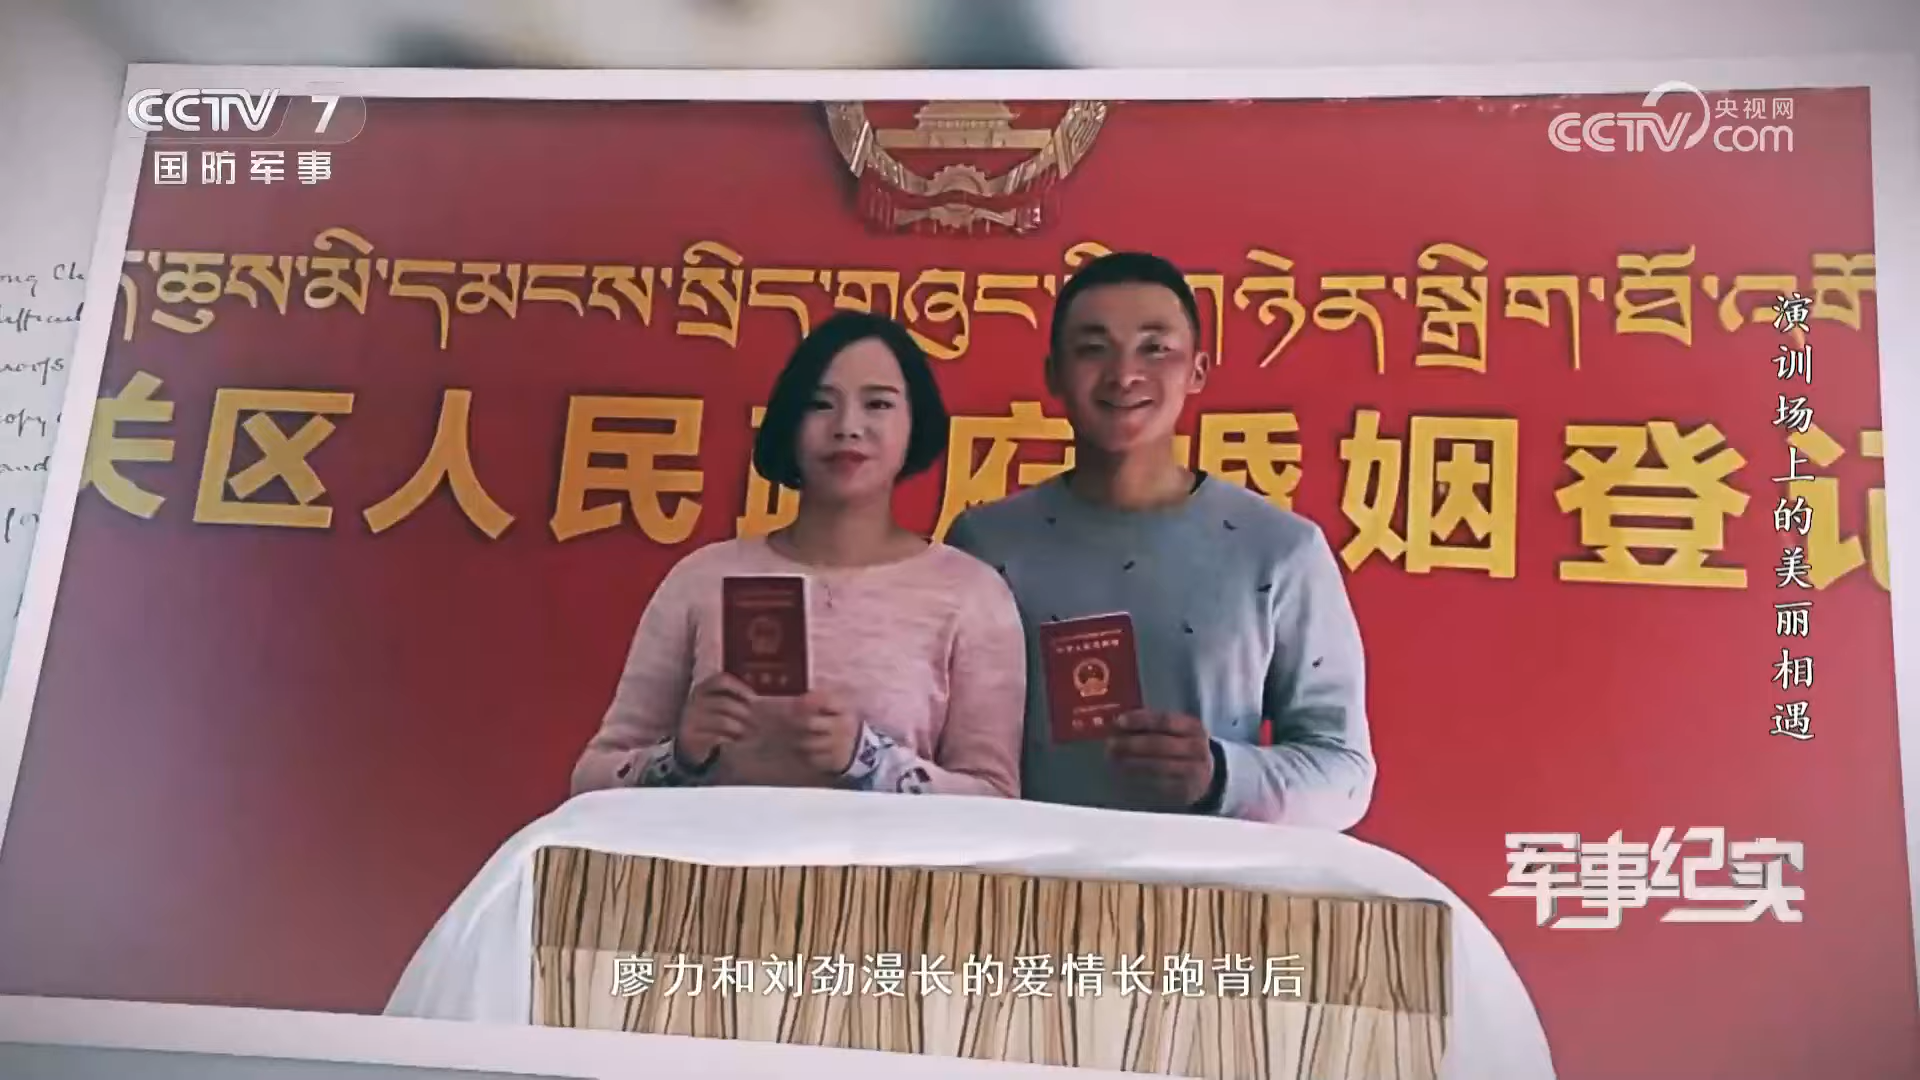 CCTV 7
国防军事
央视网
CCTV.com
ཆུས་མི་དམངས་སྲིད་གཞུང་
གཉེན་སྒྲིག་ཐོ་
关区人民政府婚姻登记
演训场上的美丽相遇
军事纪实
廖力和刘劲漫长的爱情长跑背后